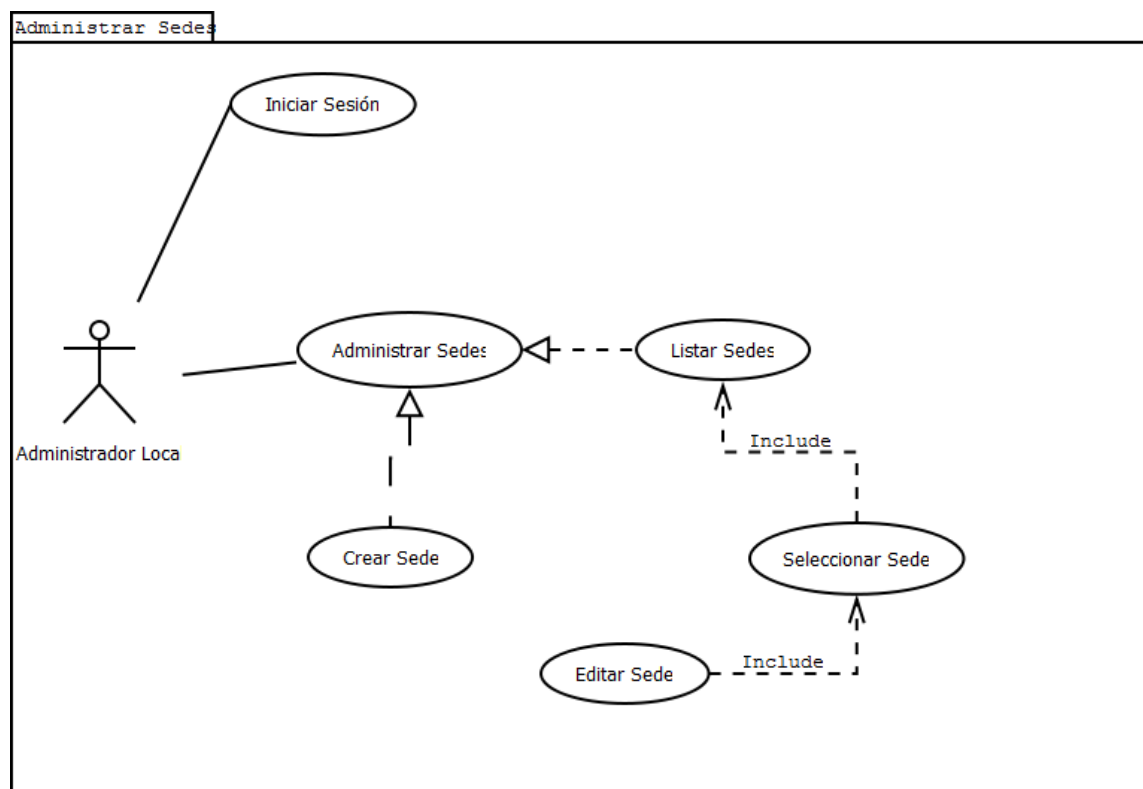 Administrar Sedes
Iniciar Sesión
Administrar Sedes
Listar Sedes
Administrador Loca
Include
Crear Sede
Seleccionar Sede
Editar Sede
Include